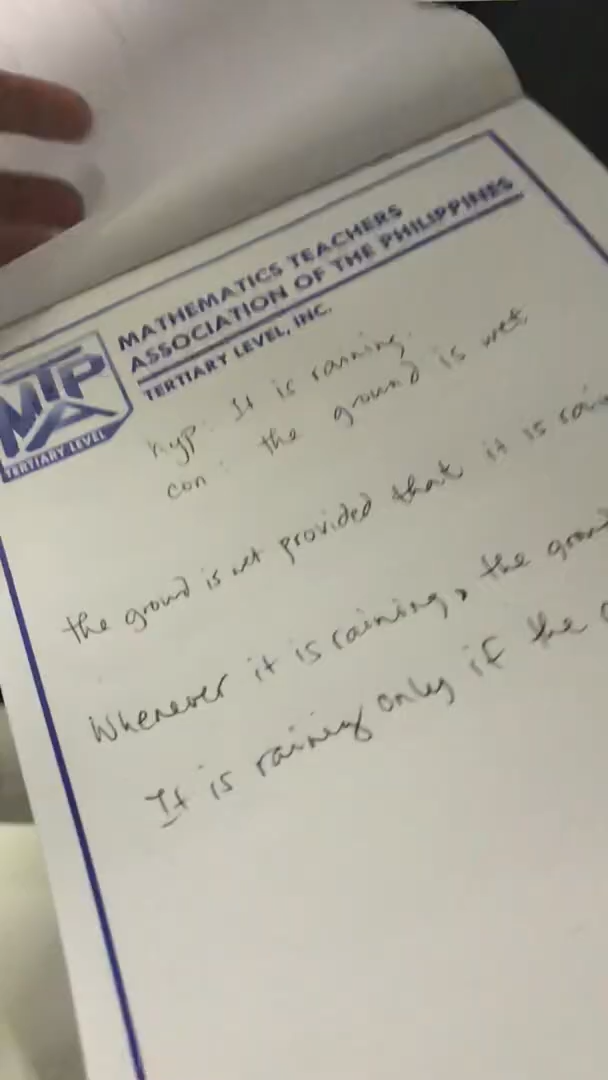 MATHEMATICS TEACHERS
ASSOCIATION OF THE PHILIPPINES
TERTIARY LEVEL, INC.
MTAP
TERTIARY LEVEL
hyp: It is raining.
con: the ground is wet
the ground is wet provided that it is rai
Whenever it is raining, the groun
It is raining only if the